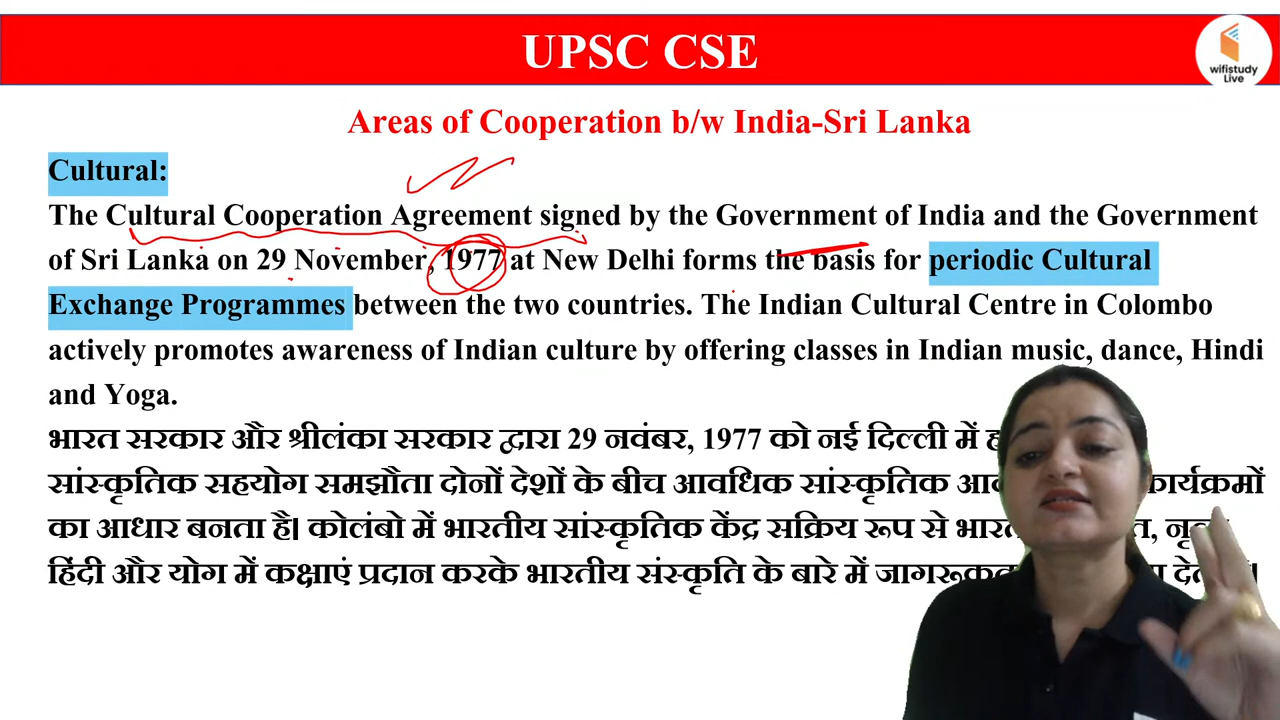 UPSC CSE
wifistudy
Live
Areas of Cooperation b/w India-Sri Lanka
Cultural:
The Cultural Cooperation Agreement signed by the Government of India and the Government
of Sri Lanka on 29 November, 1977 at New Delhi forms the basis for periodic Cultural
Exchange Programmes between the two countries. The Indian Cultural Centre in Colombo
actively promotes awareness of Indian culture by offering classes in Indian music, dance, Hindi
and Yoga.
भारत सरकार और श्रीलंका सरकार द्वारा 29 नवंबर, 1977 को नई दिल्ली में
सांस्कृतिक सहयोग समझौता दोनों देशों के बीच आवधिक सांस्कृतिक कार्यक्रमों
का आधार बनता है। कोलंबो में भारतीय सांस्कृतिक केंद्र सक्रिय रूप से
हिंदी और योग में कक्षाएं प्रदान करके भारतीय संस्कृति के बारे में